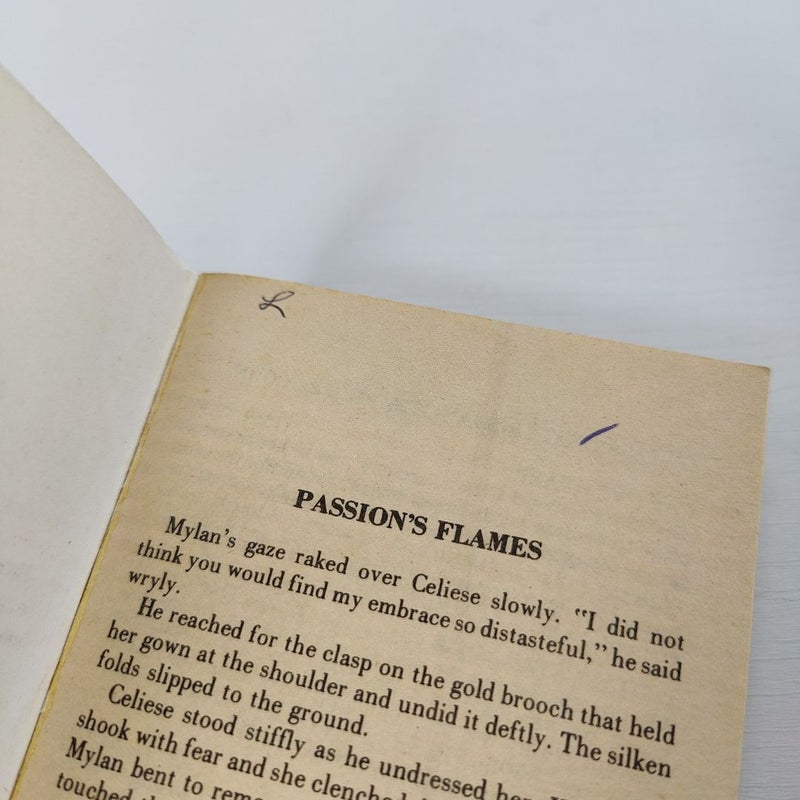 L
PASSION'S FLAMES
Mylan's gaze raked over Celiese slowly. "I did not
think you would find my embrace so distasteful," he said
wryly.
He reached for the clasp on the gold brooch that held
her gown at the shoulder and undid it deftly. The silken
folds slipped to the ground.
Celiese stood stiffly as he undressed her.
shook with fear and she clenched
Mylan bent to
touched